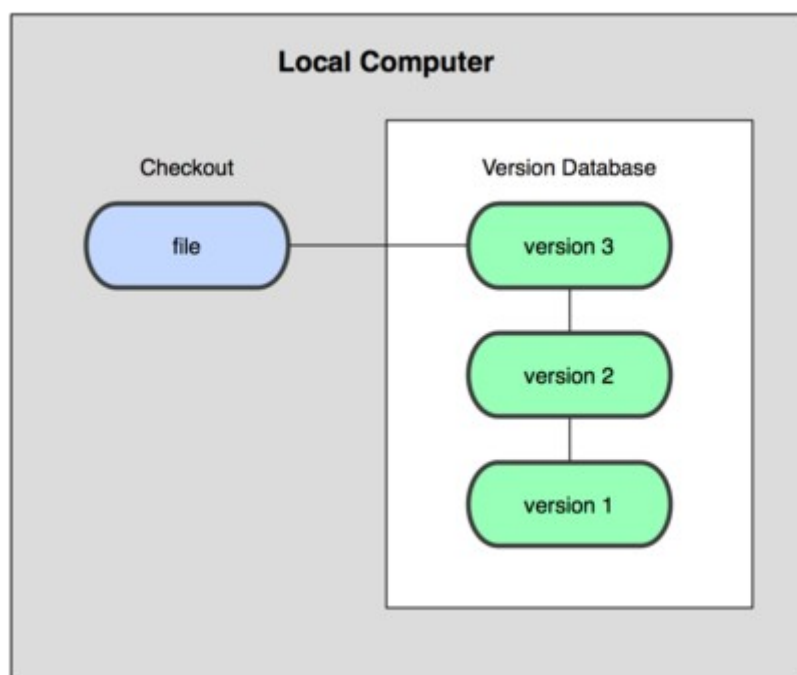 Local Computer
Checkout
Version Database
file
version 3
version 2
version 1